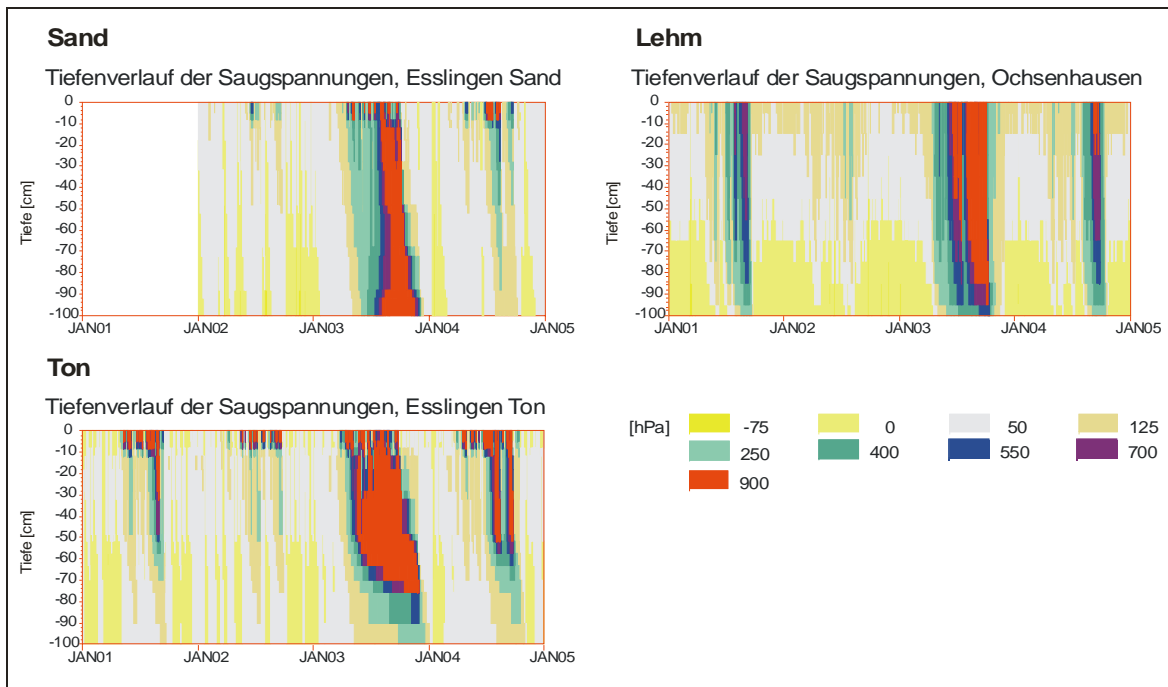 Sand
Tiefenverlauf der Saugspannungen, Esslingen Sand
Tiefe [cm]
0
-10
-20
-30
-40
-50
-60
-70
-80
-90
-100
JAN01 JAN02 JAN03 JAN04 JAN05
Lehm
Tiefenverlauf der Saugspannungen, Ochsenhausen
Tiefe [cm]
0
-10
-20
-30
-40
-50
-60
-70
-80
-90
-100
JAN01 JAN02 JAN03 JAN04 JAN05
Ton
Tiefenverlauf der Saugspannungen, Esslingen Ton
Tiefe [cm]
0
-10
-20
-30
-40
-50
-60
-70
-80
-90
-100
JAN01 JAN02 JAN03 JAN04 JAN05
[hPa] -75 0 50 125
250 400 550 700
900